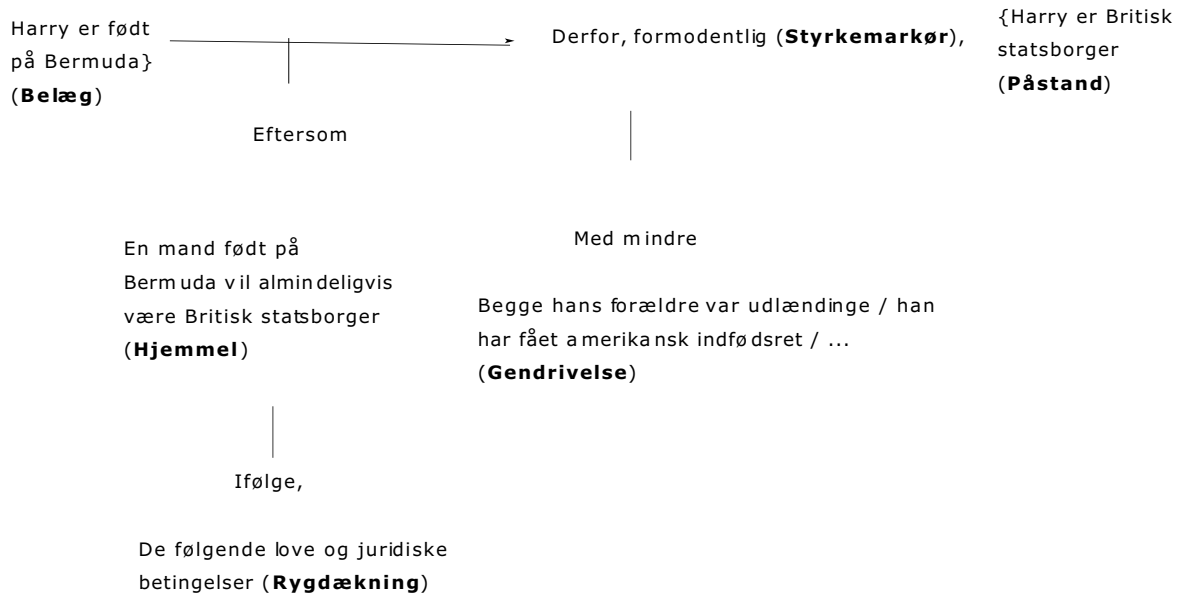 Harry er født
på Bermuda}
(Belæg)
Derfor, formodentlig (Styrkemarkør),
{Harry er Britisk
statsborger
(Påstand)
Eftersom
En mand født på
Bermuda vil almindeligvis
være Britisk statsborger
(Hjemmel)
Med mindre
Begge hans forældre var udlændinge / han
har fået amerikansk indfødsret / ...
(Gendrivelse)
Ifølge,
De følgende love og juridiske
betingelser (Rygdækning)